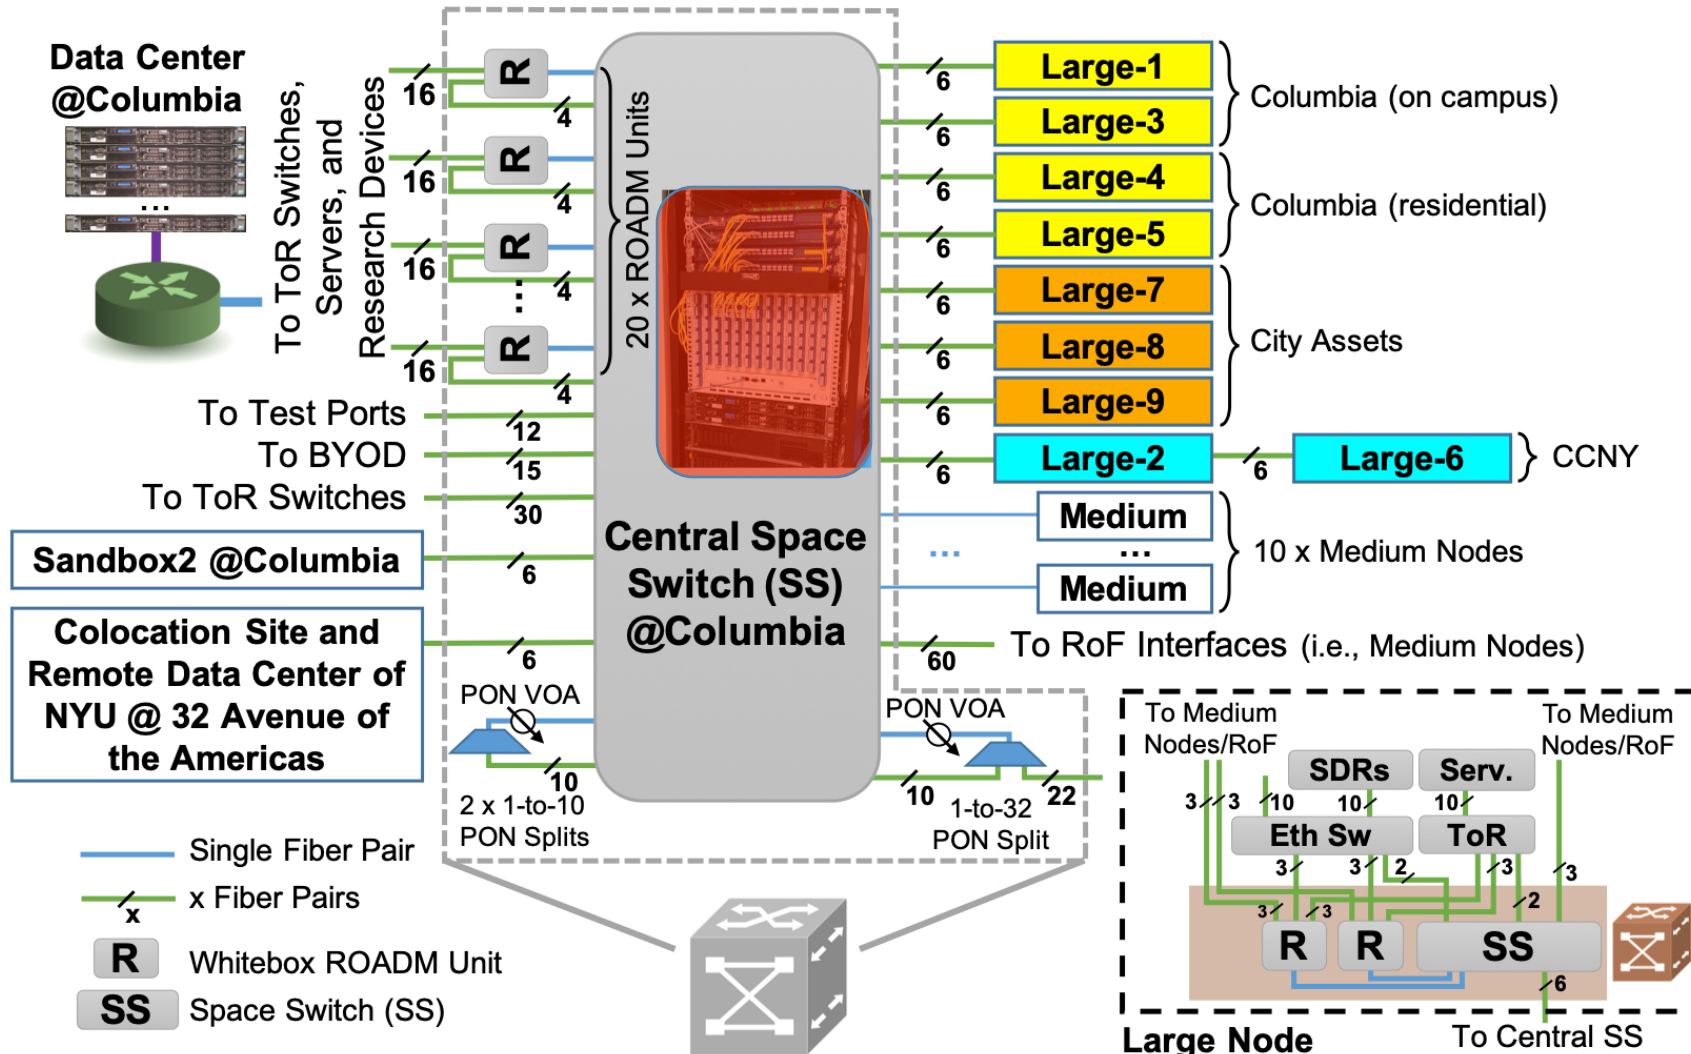 Data Center
@Columbia
...
To ToR Switches,
Servers, and
Research Devices
16
R
4
16
R
4
16
R
4
...
16
R
4
20 x ROADM Units
To Test Ports
12
To BYOD
15
To ToR Switches
30
Sandbox2 @Columbia
6
Colocation Site and
Remote Data Center of
NYU @ 32 Avenue of
the Americas
6
PON VOA
10
2 x 1-to-10
PON Splits
Central Space
Switch (SS)
@Columbia
6
Large-1
6
Large-3
Columbia (on campus)
6
Large-4
6
Large-5
Columbia (residential)
6
Large-7
6
Large-8
6
Large-9
City Assets
6
Large-2
6
Large-6
CCNY
Medium
...
...
Medium
10 x Medium Nodes
60
To RoF Interfaces (i.e., Medium Nodes)
PON VOA
10
22
1-to-32
PON Split
Single Fiber Pair
x
x Fiber Pairs
R
Whitebox ROADM Unit
SS
Space Switch (SS)
To Medium
Nodes/RoF
To Medium
Nodes/RoF
SDRs
Serv.
3
3
10
10
10
Eth Sw
ToR
3
3
2
3
3
3
3
2
R
R
SS
6
Large Node
To Central SS